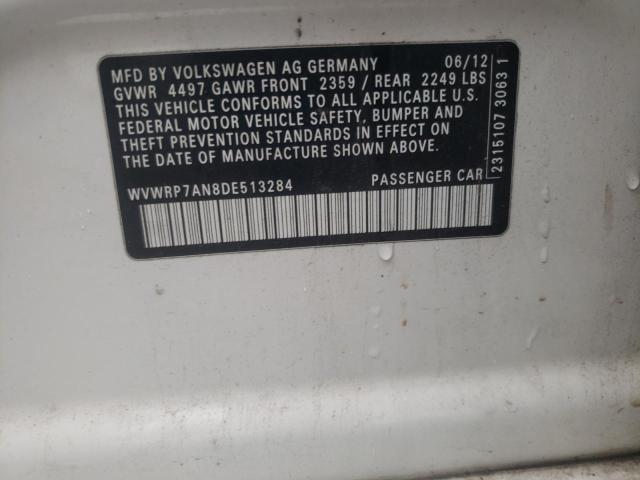 MFD BY VOLKSWAGEN AG GERMANY 06/12
GVWR 4497 GAWR FRONT 2359 / REAR 2249 LBS
THIS VEHICLE CONFORMS TO ALL APPLICABLE U.S.
FEDERAL MOTOR VEHICLE SAFETY, BUMPER AND
THEFT PREVENTION STANDARDS IN EFFECT ON
THE DATE OF MANUFACTURE SHOWN ABOVE.
WVWRP7AN8DE513284 PASSENGER CAR
2315107 3063 1